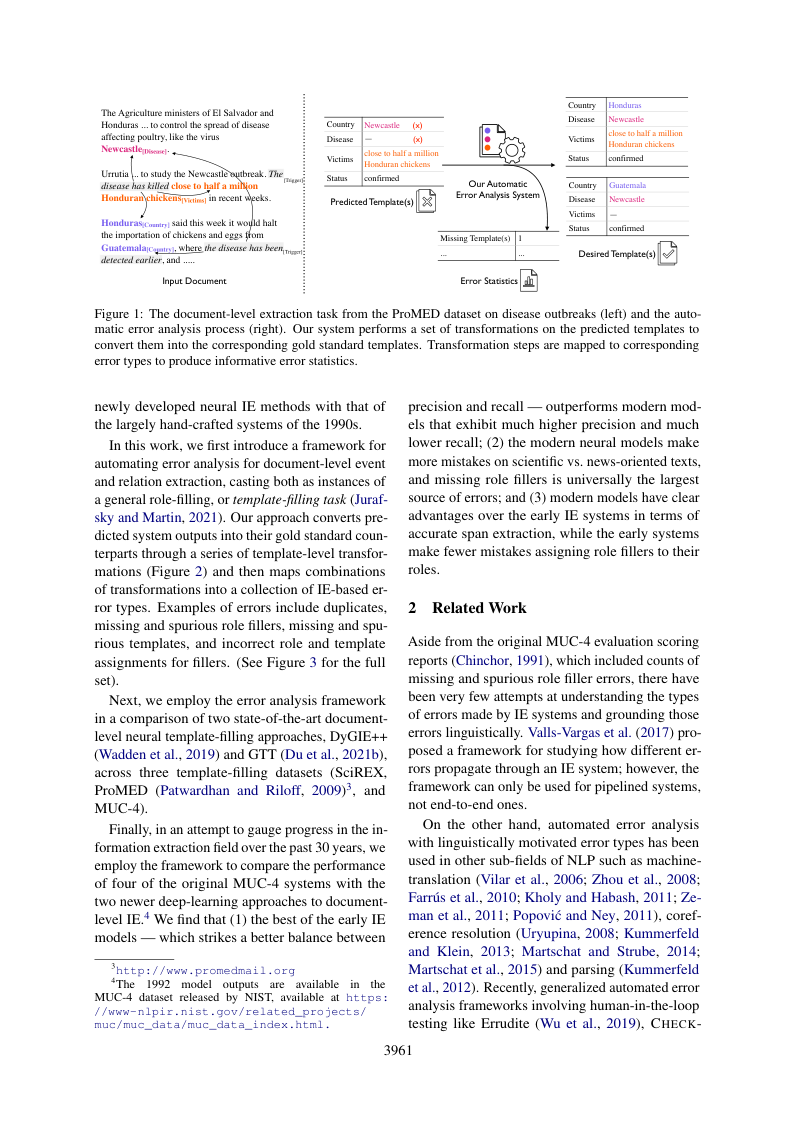 The Agriculture ministers of El Salvador and
Honduras ... to control the spread of disease
affecting poultry, like the virus
Newcastle[Disease].
Urrutia ... to study the Newcastle outbreak. The
disease has killed close to half a million [Trigger]
Honduran chickens[Victims] in recent weeks.
Honduras[Country] said this week it would halt
the importation of chickens and eggs from
Guatemala[Country], where the disease has been
detected earlier, and ..... [Trigger]
Input Document
Country Newcastle (x)
Disease — (x)
Victims close to half a million
Honduran chickens
Status confirmed
Predicted Template(s)
Our Automatic
Error Analysis System
Missing Template(s) 1
... ...
Error Statistics
Country Honduras
Disease Newcastle
Victims close to half a million
Honduran chickens
Status confirmed
Country Guatemala
Disease Newcastle
Victims —
Status confirmed
Desired Template(s)
Figure 1: The document-level extraction task from the ProMED dataset on disease outbreaks (left) and the auto-
matic error analysis process (right). Our system performs a set of transformations on the predicted templates to
convert them into the corresponding gold standard templates. Transformation steps are mapped to corresponding
error types to produce informative error statistics.
newly developed neural IE methods with that of
the largely hand-crafted systems of the 1990s.
In this work, we first introduce a framework for
automating error analysis for document-level event
and relation extraction, casting both as instances of
a general role-filling, or template-filling task (Juraf-
sky and Martin, 2021). Our approach converts pre-
dicted system outputs into their gold standard coun-
terparts through a series of template-level transfor-
mations (Figure 2) and then maps combinations
of transformations into a collection of IE-based er-
ror types. Examples of errors include duplicates,
missing and spurious role fillers, missing and spu-
rious templates, and incorrect role and template
assignments for fillers. (See Figure 3 for the full
set).
Next, we employ the error analysis framework
in a comparison of two state-of-the-art document-
level neural template-filling approaches, DyGIE++
(Wadden et al., 2019) and GTT (Du et al., 2021b),
across three template-filling datasets (SciREX,
ProMED (Patwardhan and Riloff, 2009)3, and
MUC-4).
Finally, in an attempt to gauge progress in the in-
formation extraction field over the past 30 years, we
employ the framework to compare the performance
of four of the original MUC-4 systems with the
two newer deep-learning approaches to document-
level IE.4 We find that (1) the best of the early IE
models — which strikes a better balance between
3http://www.promedmail.org
4The 1992 model outputs are available in the
MUC-4 dataset released by NIST, available at https:
//www-nlpir.nist.gov/related_projects/
muc/muc_data/muc_data_index.html.
precision and recall — outperforms modern mod-
els that exhibit much higher precision and much
lower recall; (2) the modern neural models make
more mistakes on scientific vs. news-oriented texts,
and missing role fillers is universally the largest
source of errors; and (3) modern models have clear
advantages over the early IE systems in terms of
accurate span extraction, while the early systems
make fewer mistakes assigning role fillers to their
roles.
2 Related Work
Aside from the original MUC-4 evaluation scoring
reports (Chinchor, 1991), which included counts of
missing and spurious role filler errors, there have
been very few attempts at understanding the types
of errors made by IE systems and grounding those
errors linguistically. Valls-Vargas et al. (2017) pro-
posed a framework for studying how different er-
rors propagate through an IE system; however, the
framework can only be used for pipelined systems,
not end-to-end ones.
On the other hand, automated error analysis
with linguistically motivated error types has been
used in other sub-fields of NLP such as machine-
translation (Vilar et al., 2006; Zhou et al., 2008;
Farrús et al., 2010; Kholy and Habash, 2011; Ze-
man et al., 2011; Popović and Ney, 2011), coref-
erence resolution (Uryupina, 2008; Kummerfeld
and Klein, 2013; Martschat and Strube, 2014;
Martschat et al., 2015) and parsing (Kummerfeld
et al., 2012). Recently, generalized automated error
analysis frameworks involving human-in-the-loop
testing like Errudite (Wu et al., 2019), CHECK-
3961